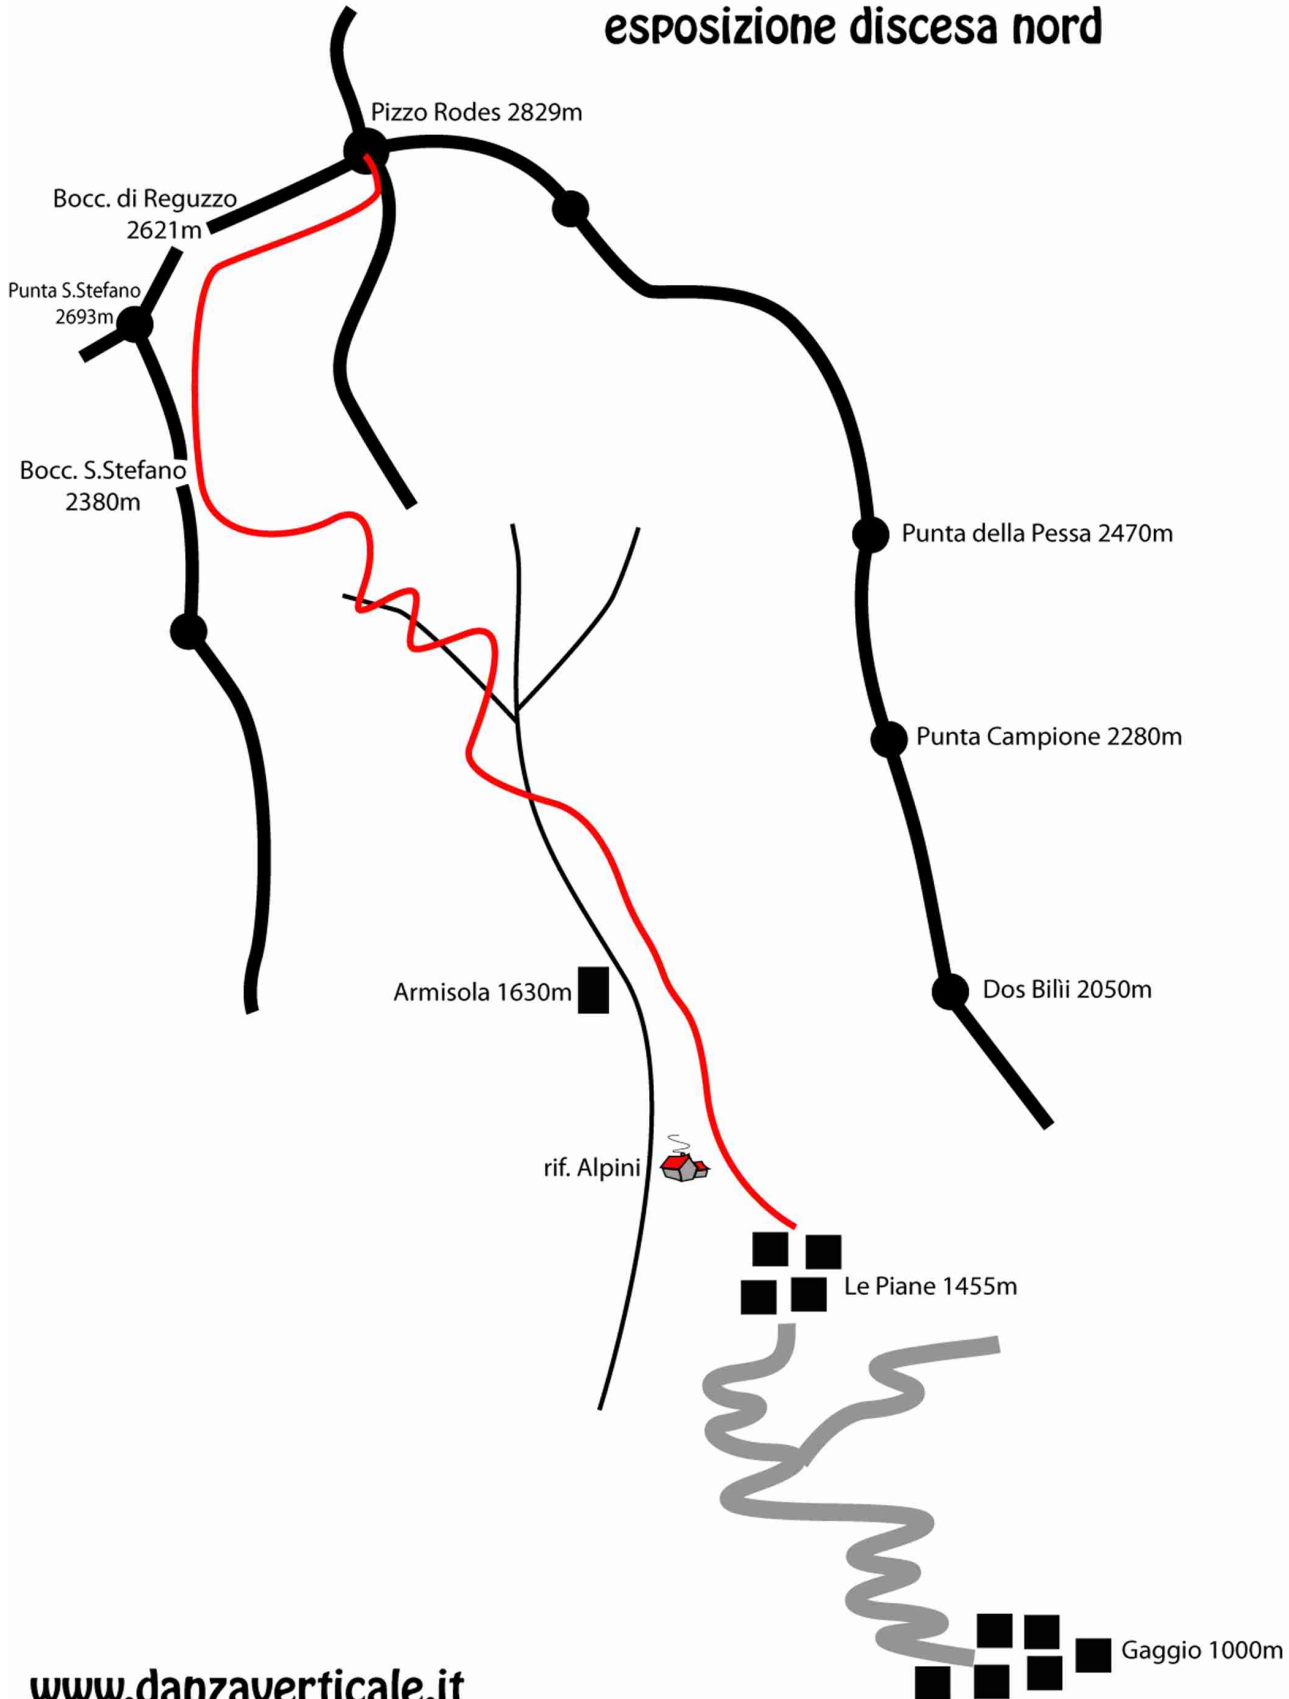 esposizione discesa nord
Pizzo Rodes 2829m
Bocc. di Reguzzo
2621m
Punta S.Stefano
2693m
Bocc. S.Stefano
2380m
Punta della Pessa 2470m
Punta Campione 2280m
Armisola 1630m
Dos Bilìi 2050m
rif. Alpini
Le Piane 1455m
Gaggio 1000m
www.danzaverticale.it